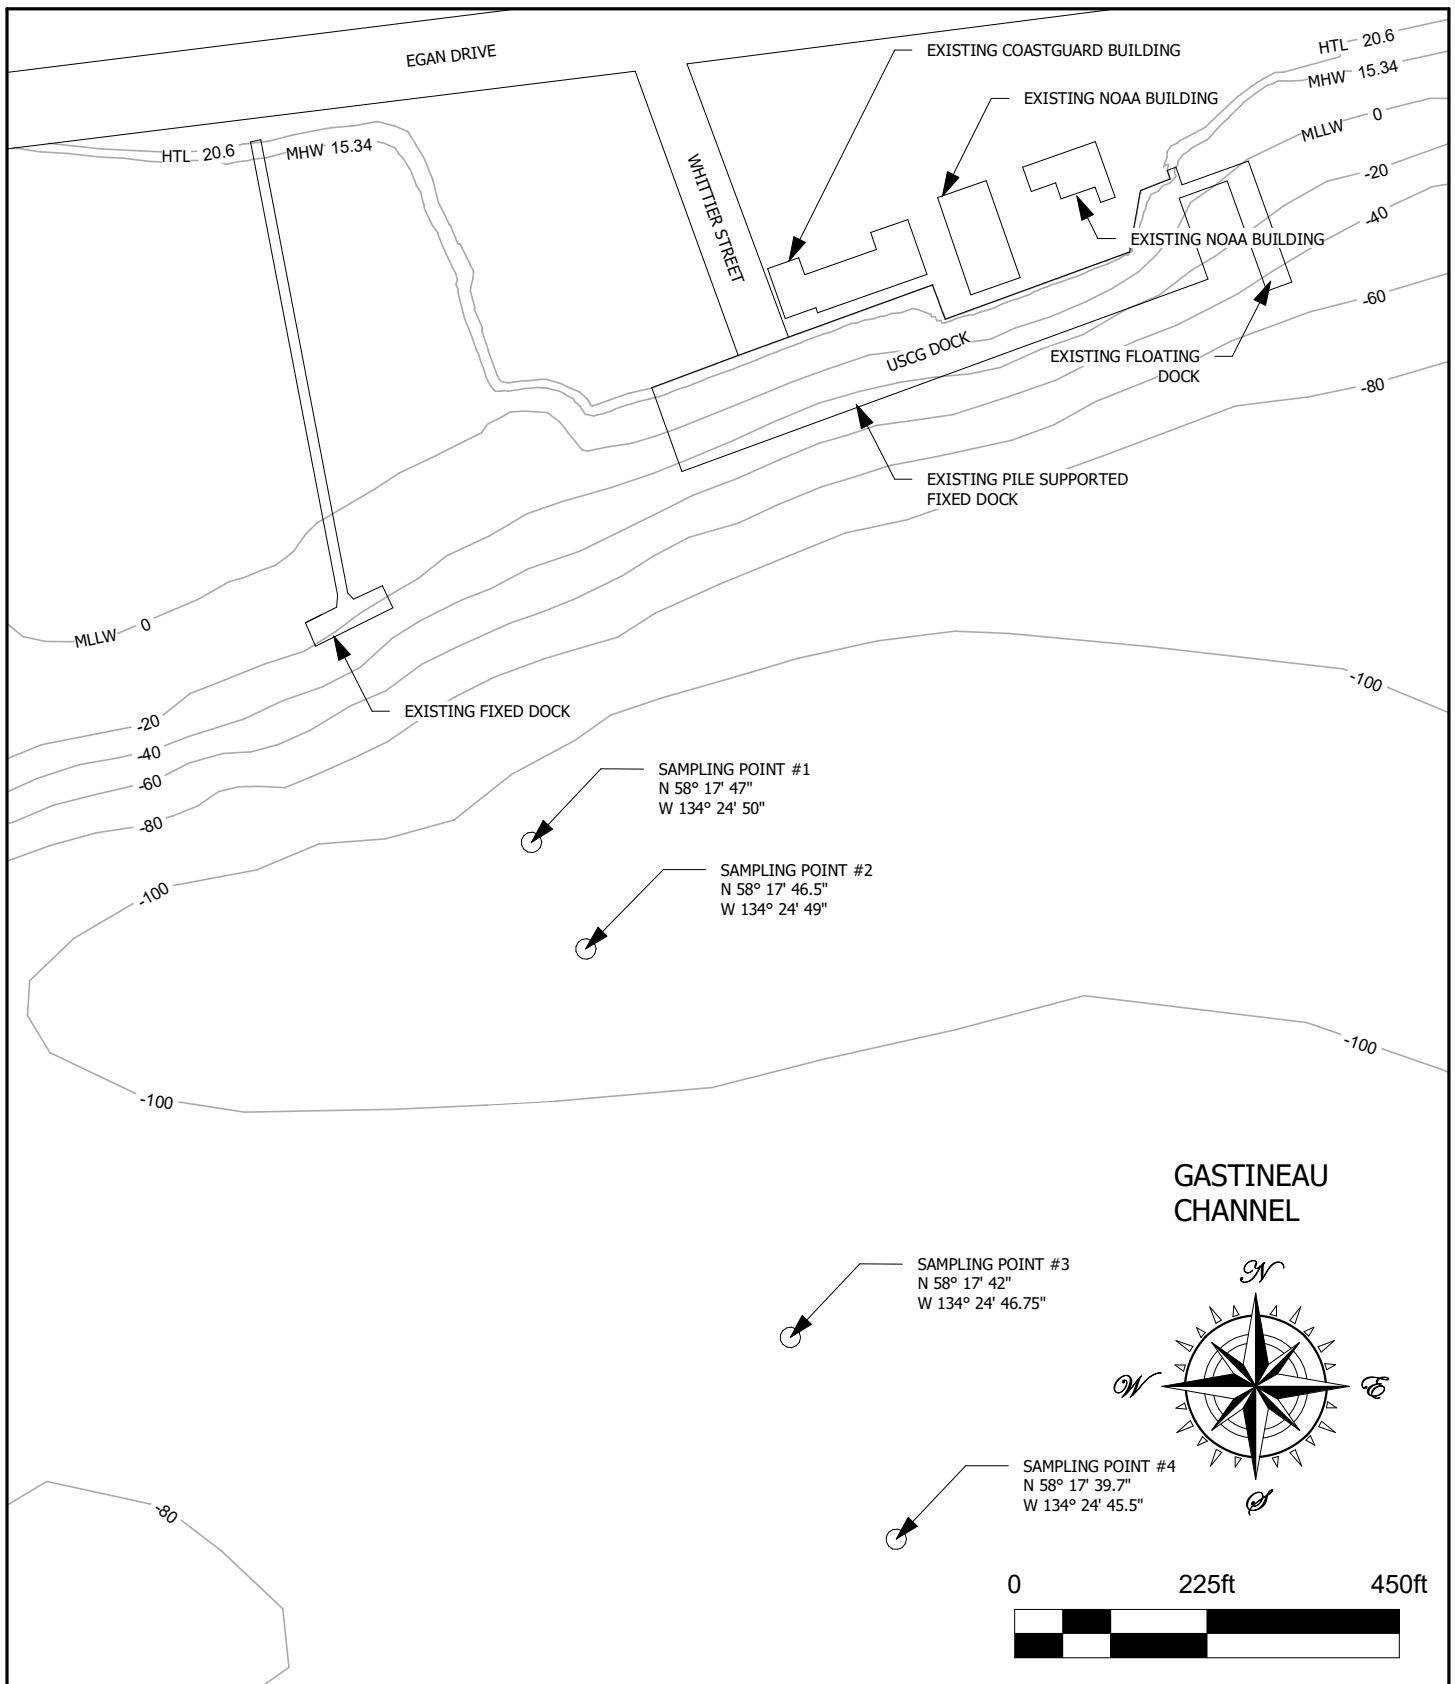 EGAN DRIVE
EXISTING COASTGUARD BUILDING
HTL 20.6
MHW 15.34
EXISTING NOAA BUILDING
0
MLLW
HTL 20.6
MHW 15.34
-20
WHITTIER STREET
-40
EXISTING NOAA BUILDING
-60
USCG DOCK
EXISTING FLOATING
DOCK
-80
EXISTING PILE SUPPORTED
FIXED DOCK
MLLW 0
-100
EXISTING FIXED DOCK
-20
-40
-60
-80
-100
SAMPLING POINT #1
N 58° 17' 47"
W 134° 24' 50"
SAMPLING POINT #2
N 58° 17' 46.5"
W 134° 24' 49"
-100
-100
GASTINEAU
CHANNEL
SAMPLING POINT #3
N 58° 17' 42"
W 134° 24' 46.75"
N
W
E
S
SAMPLING POINT #4
N 58° 17' 39.7"
W 134° 24' 45.5"
-80
0 225ft 450ft